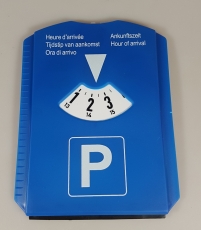 Heure d'arrivée
Tijdstip van aankomst
Ora di arrivo
Ankunftszeit
Hour of arrival
1 2 3
13 14 15
P